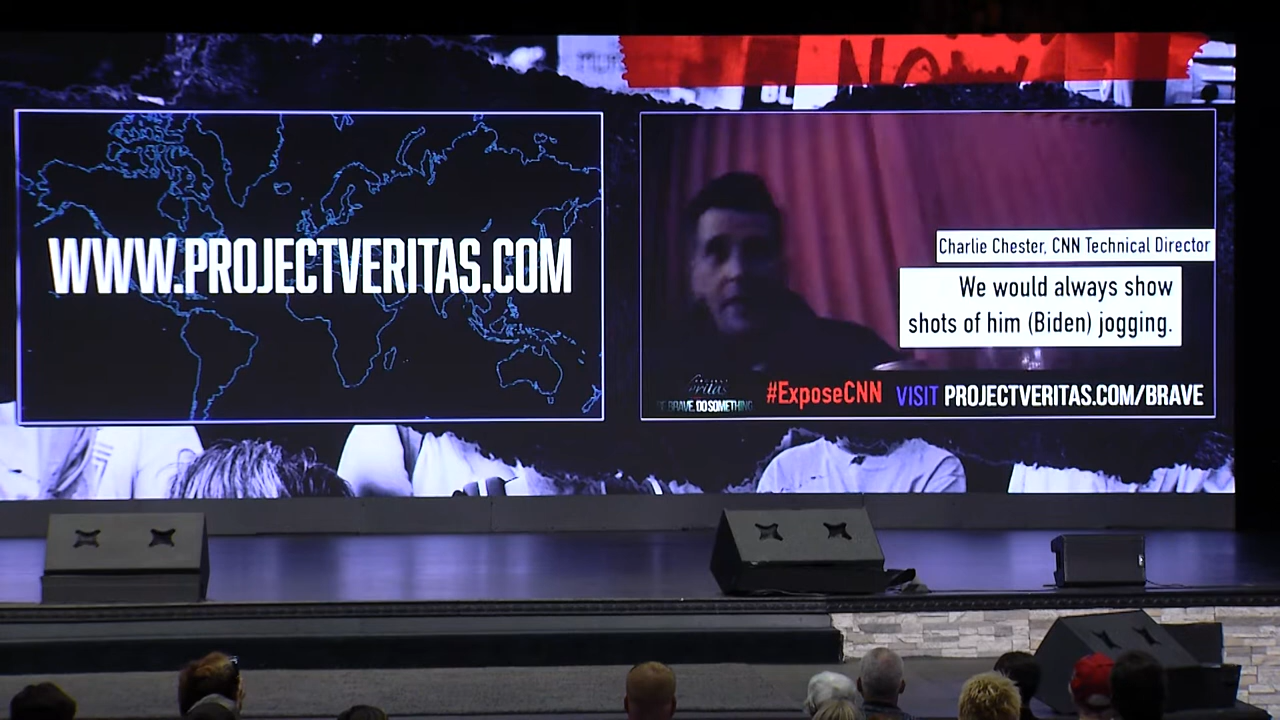 NOW
WWW.PROJECTVERITAS.COM
Charlie Chester, CNN Technical Director
We would always show
shots of him (Biden) jogging.
BRAVE. DO SOMETHING
#ExposeCNN VISIT PROJECTVERITAS.COM/BRAVE